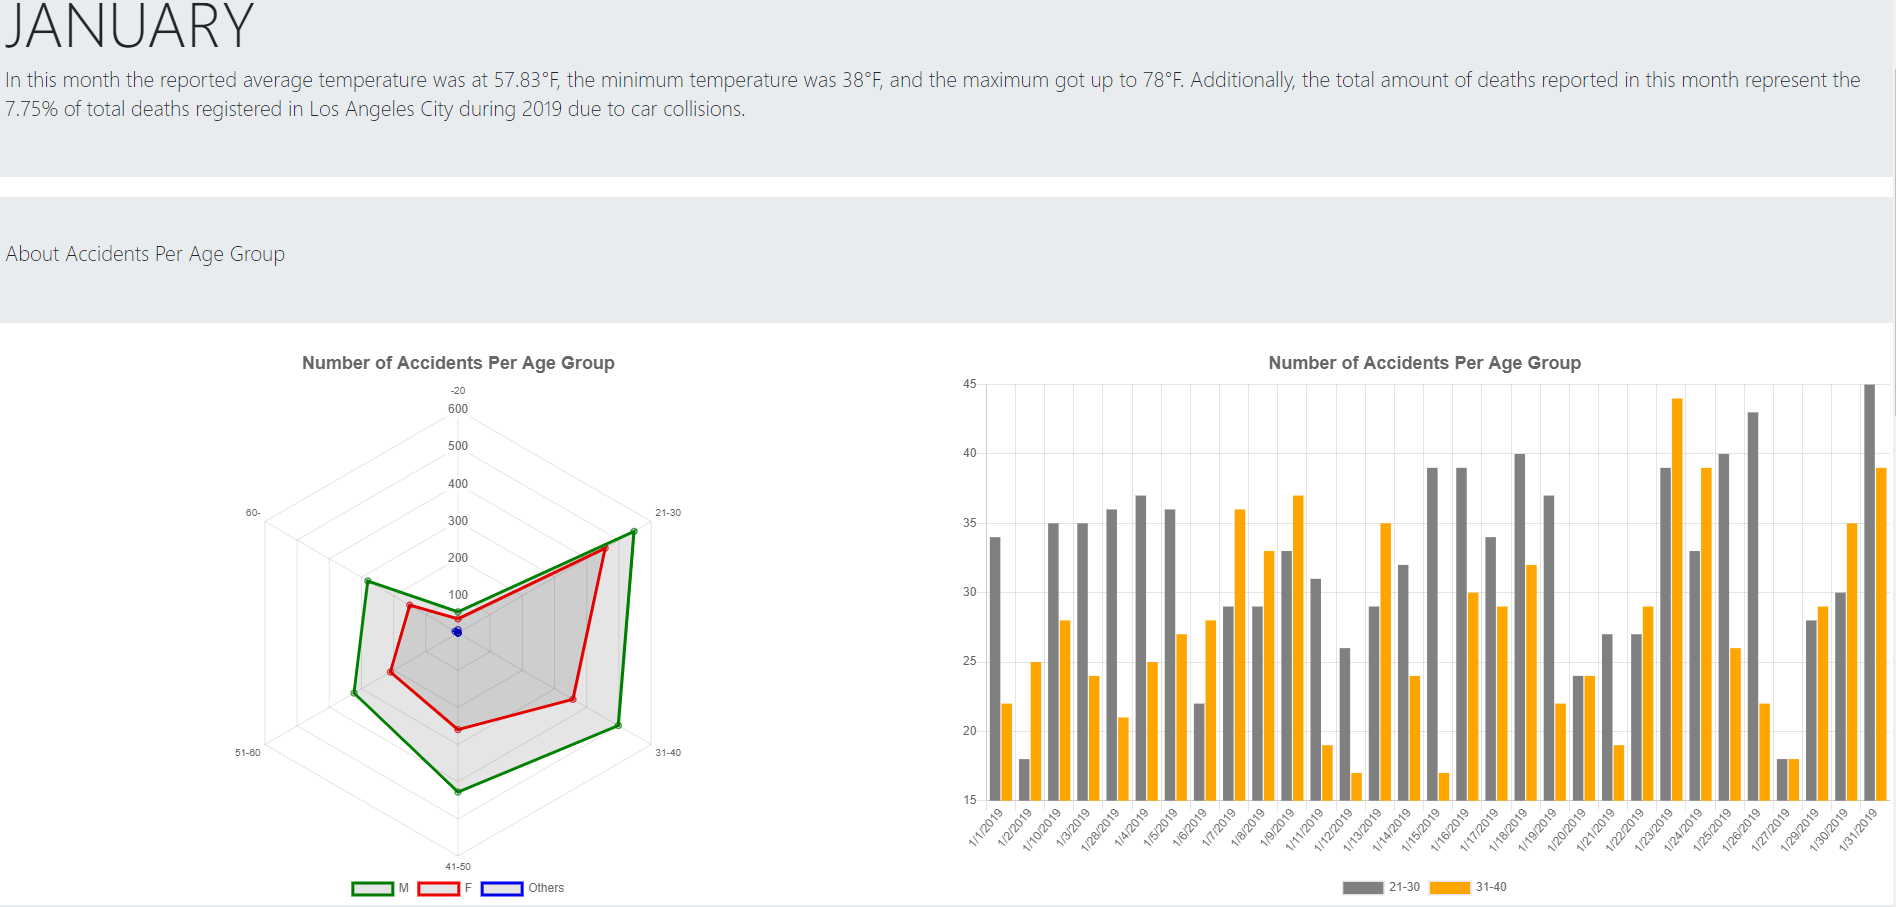 JANUARY
In this month the reported average temperature was at 57.83°F, the minimum temperature was 38°F, and the maximum got up to 78°F. Additionally, the total amount of deaths reported in this month represent the
7.75% of total deaths registered in Los Angeles City during 2019 due to car collisions.
About Accidents Per Age Group
Number of Accidents Per Age Group
-20
600
500
400
300
200
100
60-
21-30
51-60
31-40
41-50
M F Others
Number of Accidents Per Age Group
45
40
35
30
25
20
15
1/1/2019 1/2/2019 1/10/2019 1/3/2019 1/28/2019 1/4/2019 1/5/2019 1/6/2019 1/7/2019 1/8/2019 1/9/2019 1/11/2019 1/12/2019 1/13/2019 1/14/2019 1/15/2019 1/16/2019 1/17/2019 1/18/2019 1/19/2019 1/20/2019 1/21/2019 1/22/2019 1/23/2019 1/24/2019 1/25/2019 1/26/2019 1/27/2019 1/29/2019 1/30/2019 1/31/2019
21-30 31-40